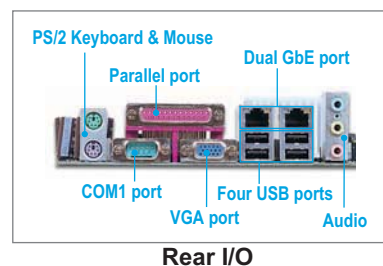 PS/2 Keyboard & Mouse
Dual GbE port
Parallel port
COM1 port
Four USB ports
VGA port
Audio
Rear I/O